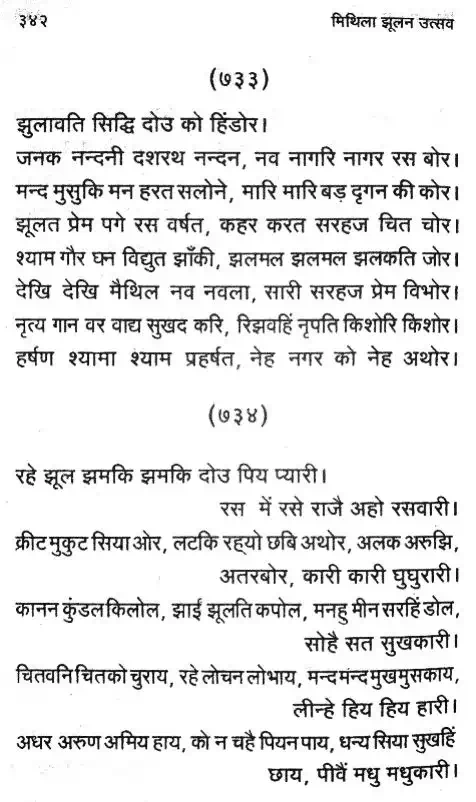 ३४२ मिथिला झूलन उत्सव
(७३३)
झुलावति सिद्धि दोउ को हिंडोर।
जनक नन्दनी दशरथ नन्दन, नव नागरि नागर रस बोर।
मन्द मुसुकि मन हरत सलोने, मारि मारि बड़ दृगन की कोर।
झूलत प्रेम पगे रस वर्षत, कहर करत सरहज चित चोर।
श्याम गौर घन विद्युत झाँकी, झलमल झलमल झलकति जोर।
देखि देखि मैथिल नव नवला, सारी सरहज प्रेम विभोर।
नृत्य गान वर वाद्य सुखद करि, रिझवहिं नृपति किशोरि किशोर।
हर्षण श्यामा श्याम प्रहर्षत, नेह नगर को नेह अथोर।
(७३४)
रहे झूल झमकि झमकि दोउ पिय प्यारी।
रस में रसे राजै अहो रसवारी।
क्रीट मुकुट सिया ओर, लटकि रह्यो छबि अथोर, अलक अरुझि,
अतरबोर, कारी कारी घुघुरारी।
कानन कुंडल किलोल, झाई झूलति कपोल, मनहु मीन सरहिं डोल,
सोहै सत सुखकारी।
चितवनि चितको चुराय, रहे लोचन लोभाय, मन्द मन्द मुख मुसकाय,
लीन्हे हिय हिय हारी।
अधर अरुण अमिय हाय, को न चहै पियन पाय, धन्य सिया सुखहिं
छाय, पीवैं मधु मधुकारी।